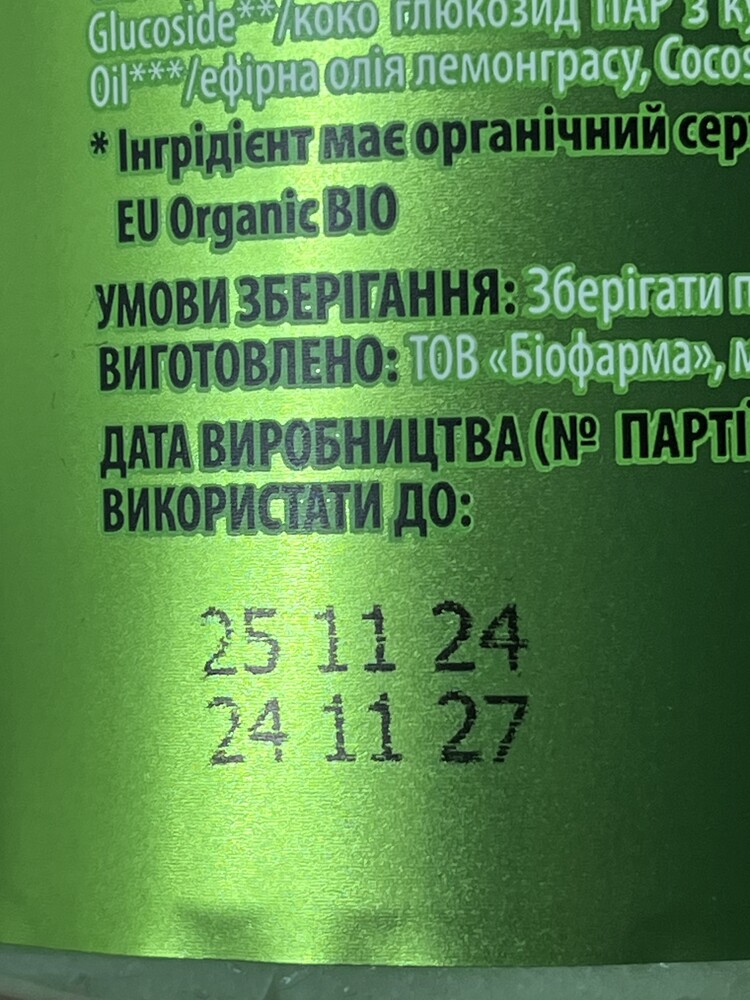 Glucoside**/коко глюкозид ПАР з к
Oil***/ефірна олія лемонграсу, Cocos
* Інгрідієнт має органічний сер
EU Organic BIO
УМОВИ ЗБЕРІГАННЯ: Зберігати п
ВИГОТОВЛЕНО: ТОВ «Біофарма», м
ДАТА ВИРОБНИЦТВА (№ ПАРТІ
ВИКОРИСТАТИ ДО:
25 11 24
24 11 27